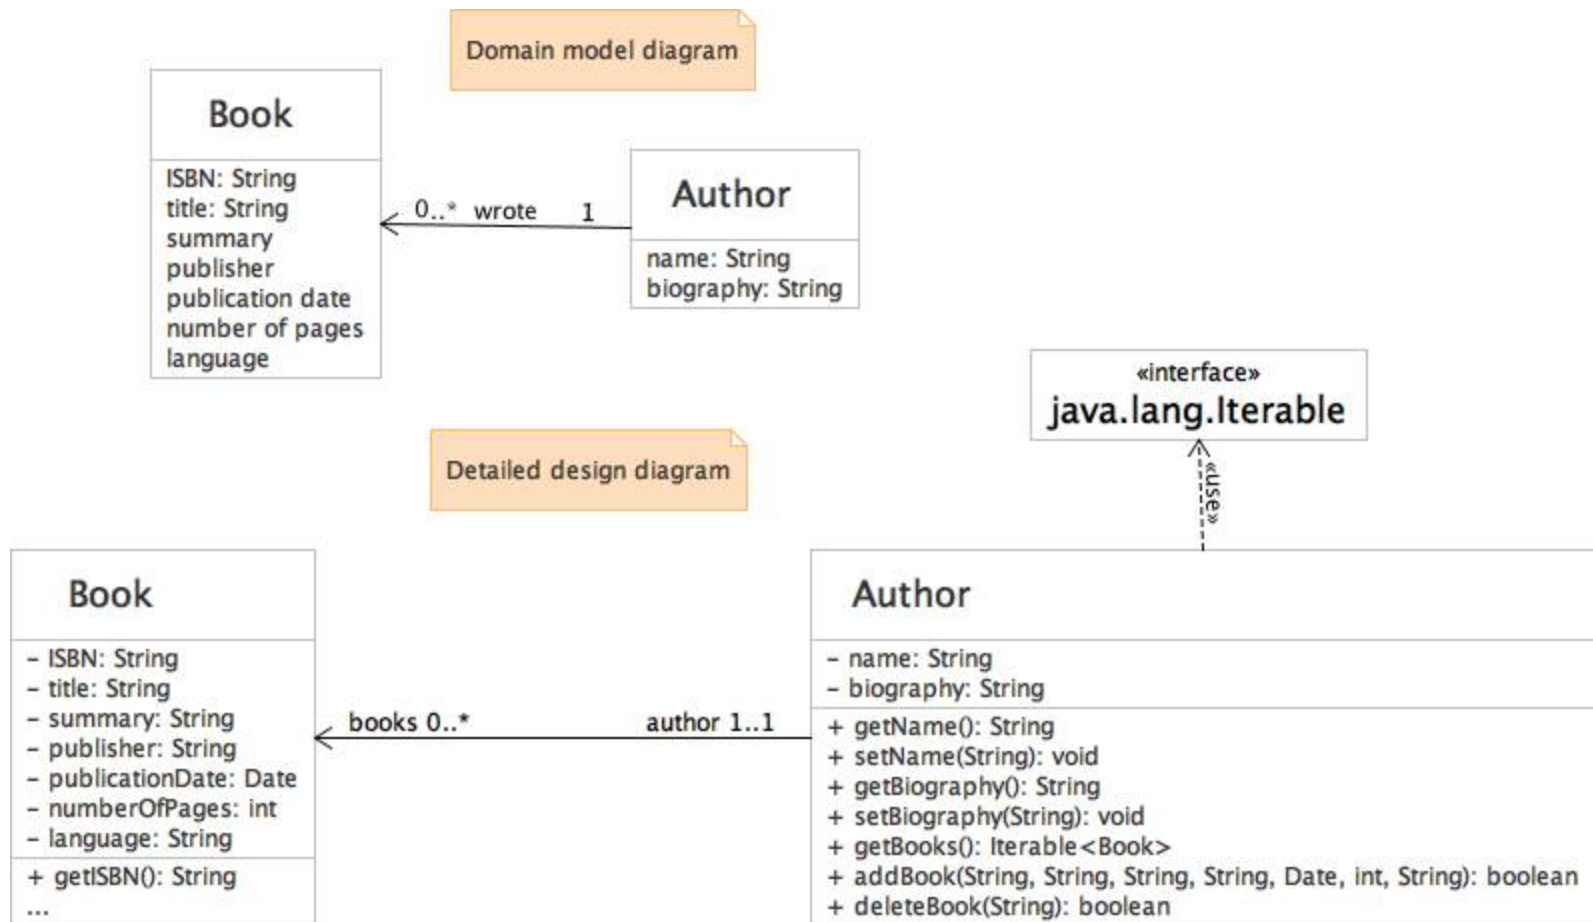 Domain model diagram
Book
ISBN: String
title: String
summary
publisher
publication date
number of pages
language
0..* wrote 1
Author
name: String
biography: String
«interface»
java.lang.Iterable
«use»
Detailed design diagram
Book
- ISBN: String
- title: String
- summary: String
- publisher: String
- publicationDate: Date
- numberOfPages: int
- language: String
+ getISBN(): String
...
books 0..* author 1..1
Author
- name: String
- biography: String
+ getName(): String
+ setName(String): void
+ getBiography(): String
+ setBiography(String): void
+ getBooks(): Iterable<Book>
+ addBook(String, String, String, String, Date, int, String): boolean
+ deleteBook(String): boolean